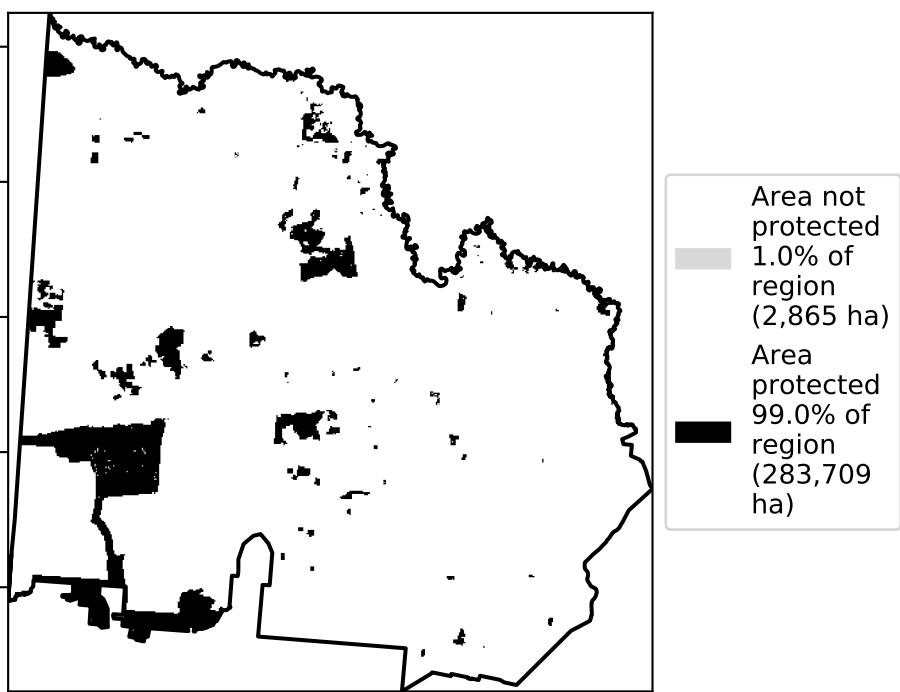 Area not
protected
1.0% of
region
(2,865 ha)
Area
protected
99.0% of
region
(283,709
ha)